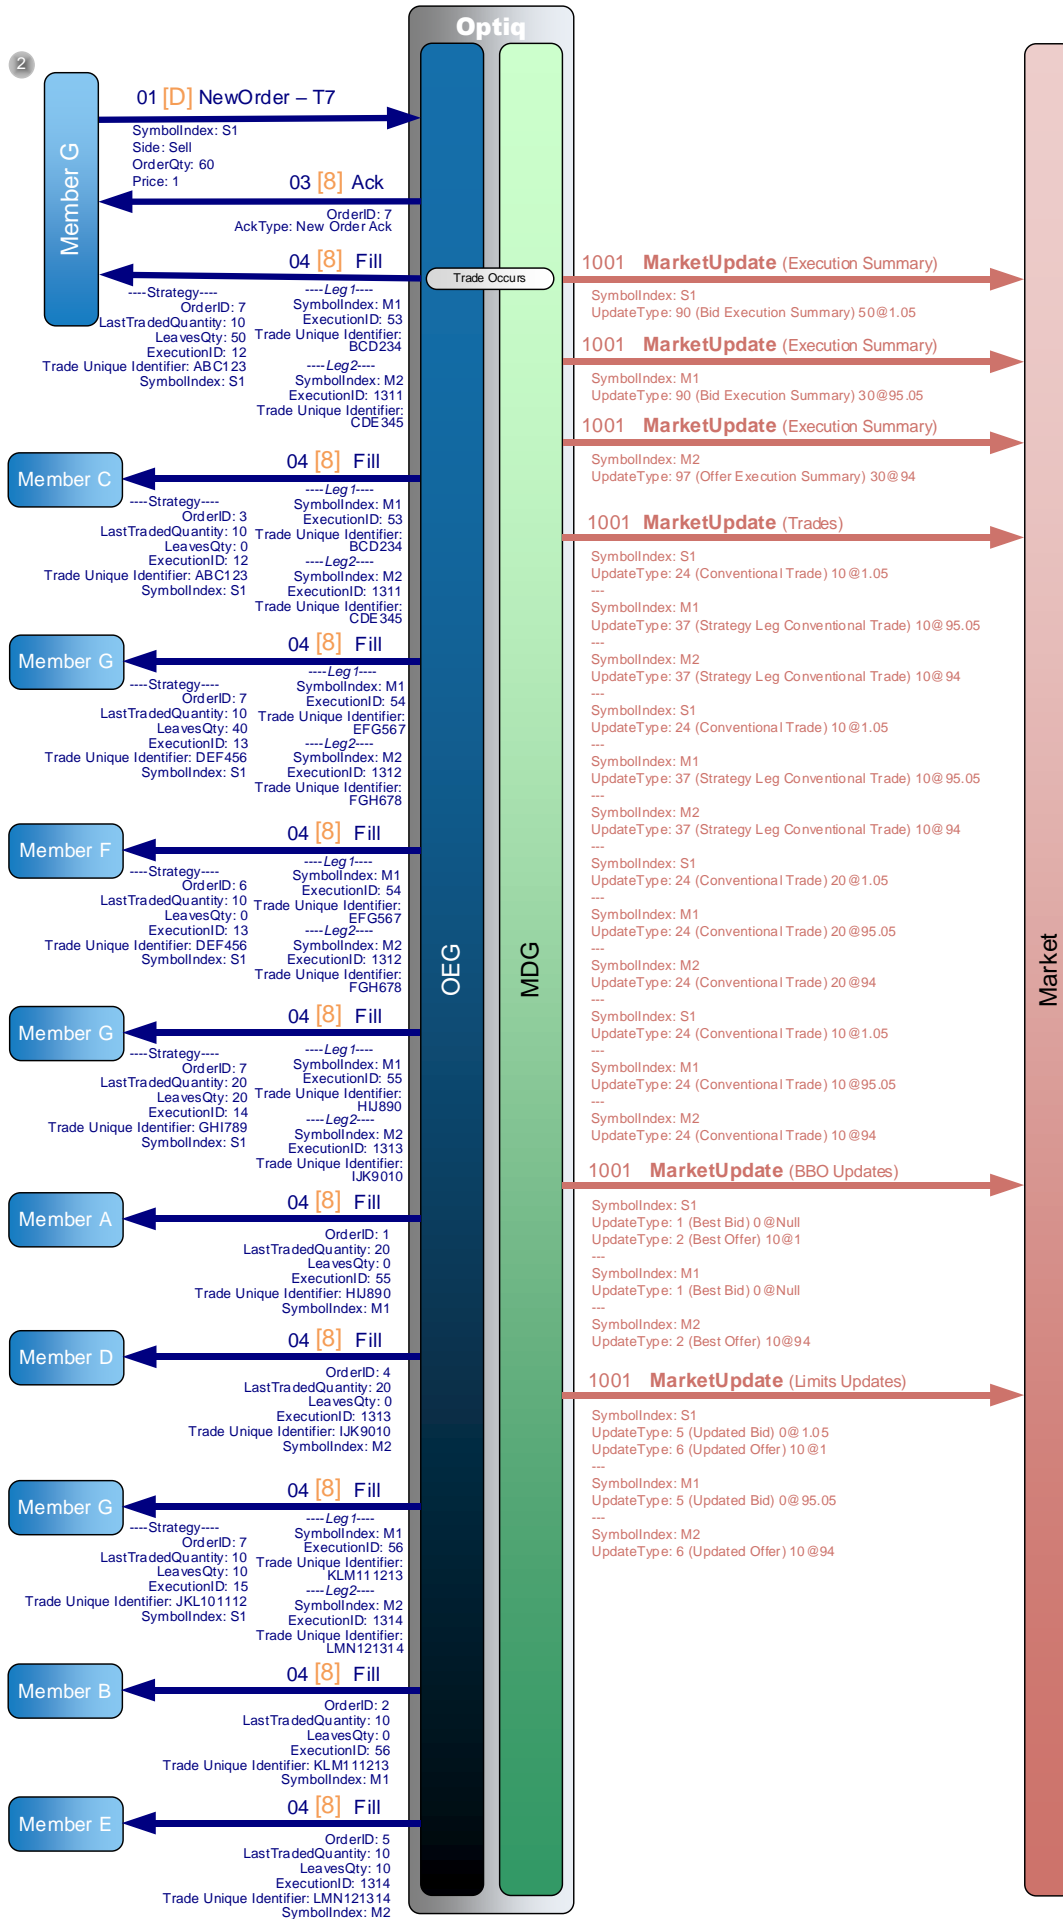 Optiq
2
Member G
01 [D] NewOrder – T7
SymbolIndex: S1
Side: Sell
OrderQty: 60
Price: 1
03 [8] Ack
OrderID: 7
AckType: New Order Ack
04 [8] Fill
Trade Occurs
----Strategy----
OrderID: 7
LastTradedQuantity: 10
LeavesQty: 50
ExecutionID: 12
Trade Unique Identifier: ABC123
SymbolIndex: S1
----Leg1----
SymbolIndex: M1
ExecutionID: 53
Trade Unique Identifier:
BCD234
----Leg2----
SymbolIndex: M2
ExecutionID: 1311
Trade Unique Identifier:
CDE345
Member C
04 [8] Fill
----Strategy----
OrderID: 3
LastTradedQuantity: 10
LeavesQty: 0
ExecutionID: 12
Trade Unique Identifier: ABC123
SymbolIndex: S1
----Leg1----
SymbolIndex: M1
ExecutionID: 53
Trade Unique Identifier:
BCD234
----Leg2----
SymbolIndex: M2
ExecutionID: 1311
Trade Unique Identifier:
CDE345
Member G
04 [8] Fill
----Strategy----
OrderID: 7
LastTradedQuantity: 10
LeavesQty: 40
ExecutionID: 13
Trade Unique Identifier: DEF456
SymbolIndex: S1
----Leg1----
SymbolIndex: M1
ExecutionID: 54
Trade Unique Identifier:
EFG567
----Leg2----
SymbolIndex: M2
ExecutionID: 1312
Trade Unique Identifier:
FGH678
Member F
04 [8] Fill
----Strategy----
OrderID: 6
LastTradedQuantity: 10
LeavesQty: 0
ExecutionID: 13
Trade Unique Identifier: DEF456
SymbolIndex: S1
----Leg1----
SymbolIndex: M1
ExecutionID: 54
Trade Unique Identifier:
EFG567
----Leg2----
SymbolIndex: M2
ExecutionID: 1312
Trade Unique Identifier:
FGH678
Member G
04 [8] Fill
----Strategy----
OrderID: 7
LastTradedQuantity: 20
LeavesQty: 20
ExecutionID: 14
Trade Unique Identifier: GHI789
SymbolIndex: S1
----Leg1----
SymbolIndex: M1
ExecutionID: 55
Trade Unique Identifier:
HIJ890
----Leg2----
SymbolIndex: M2
ExecutionID: 1313
Trade Unique Identifier:
IJK9010
Member A
04 [8] Fill
OrderID: 1
LastTradedQuantity: 20
LeavesQty: 0
ExecutionID: 55
Trade Unique Identifier: HIJ890
SymbolIndex: M1
Member D
04 [8] Fill
OrderID: 4
LastTradedQuantity: 20
LeavesQty: 0
ExecutionID: 1313
Trade Unique Identifier: IJK9010
SymbolIndex: M2
Member G
04 [8] Fill
----Strategy----
OrderID: 7
LastTradedQuantity: 10
LeavesQty: 10
ExecutionID: 15
Trade Unique Identifier: JKL101112
SymbolIndex: S1
----Leg1----
SymbolIndex: M1
ExecutionID: 56
Trade Unique Identifier:
KLM111213
----Leg2----
SymbolIndex: M2
ExecutionID: 1314
Trade Unique Identifier:
LMN121314
Member B
04 [8] Fill
OrderID: 2
LastTradedQuantity: 10
LeavesQty: 0
ExecutionID: 56
Trade Unique Identifier: KLM111213
SymbolIndex: M1
Member E
04 [8] Fill
OrderID: 5
LastTradedQuantity: 10
LeavesQty: 10
ExecutionID: 1314
Trade Unique Identifier: LMN121314
SymbolIndex: M2
OEG
MDG
1001 MarketUpdate (Execution Summary)
SymbolIndex: S1
UpdateType: 90 (Bid Execution Summary) 50@1.05
1001 MarketUpdate (Execution Summary)
SymbolIndex: M1
UpdateType: 90 (Bid Execution Summary) 30@95.05
1001 MarketUpdate (Execution Summary)
SymbolIndex: M2
UpdateType: 97 (Offer Execution Summary) 30@94
1001 MarketUpdate (Trades)
SymbolIndex: S1
UpdateType: 24 (Conventional Trade) 10@1.05
---
SymbolIndex: M1
UpdateType: 37 (Strategy Leg Conventional Trade) 10@95.05
---
SymbolIndex: M2
UpdateType: 37 (Strategy Leg Conventional Trade) 10@94
---
SymbolIndex: S1
UpdateType: 24 (Conventional Trade) 10@1.05
---
SymbolIndex: M1
UpdateType: 37 (Strategy Leg Conventional Trade) 10@95.05
---
SymbolIndex: M2
UpdateType: 37 (Strategy Leg Conventional Trade) 10@94
---
SymbolIndex: S1
UpdateType: 24 (Conventional Trade) 20@1.05
---
SymbolIndex: M1
UpdateType: 24 (Conventional Trade) 20@95.05
---
SymbolIndex: M2
UpdateType: 24 (Conventional Trade) 20@94
---
SymbolIndex: S1
UpdateType: 24 (Conventional Trade) 10@1.05
---
SymbolIndex: M1
UpdateType: 24 (Conventional Trade) 10@95.05
---
SymbolIndex: M2
UpdateType: 24 (Conventional Trade) 10@94
1001 MarketUpdate (BBO Updates)
SymbolIndex: S1
UpdateType: 1 (Best Bid) 0@Null
UpdateType: 2 (Best Offer) 10@1
---
SymbolIndex: M1
UpdateType: 1 (Best Bid) 0@Null
---
SymbolIndex: M2
UpdateType: 2 (Best Offer) 10@94
1001 MarketUpdate (Limits Updates)
SymbolIndex: S1
UpdateType: 5 (Updated Bid) 0@1.05
UpdateType: 6 (Updated Offer) 10@1
---
SymbolIndex: M1
UpdateType: 5 (Updated Bid) 0@95.05
---
SymbolIndex: M2
UpdateType: 6 (Updated Offer) 10@94
Market